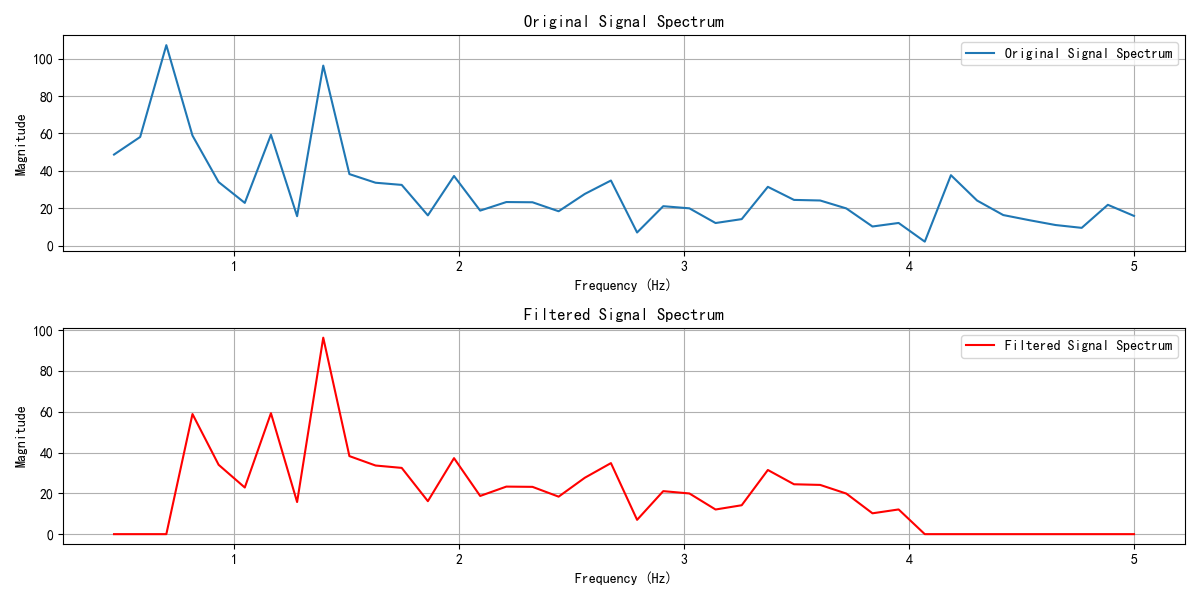 Original Signal Spectrum
Original Signal Spectrum
Magnitude
100
80
60
40
20
0
1 2 3 4 5
Frequency (Hz)
Filtered Signal Spectrum
Filtered Signal Spectrum
Magnitude
100
80
60
40
20
0
1 2 3 4 5
Frequency (Hz)